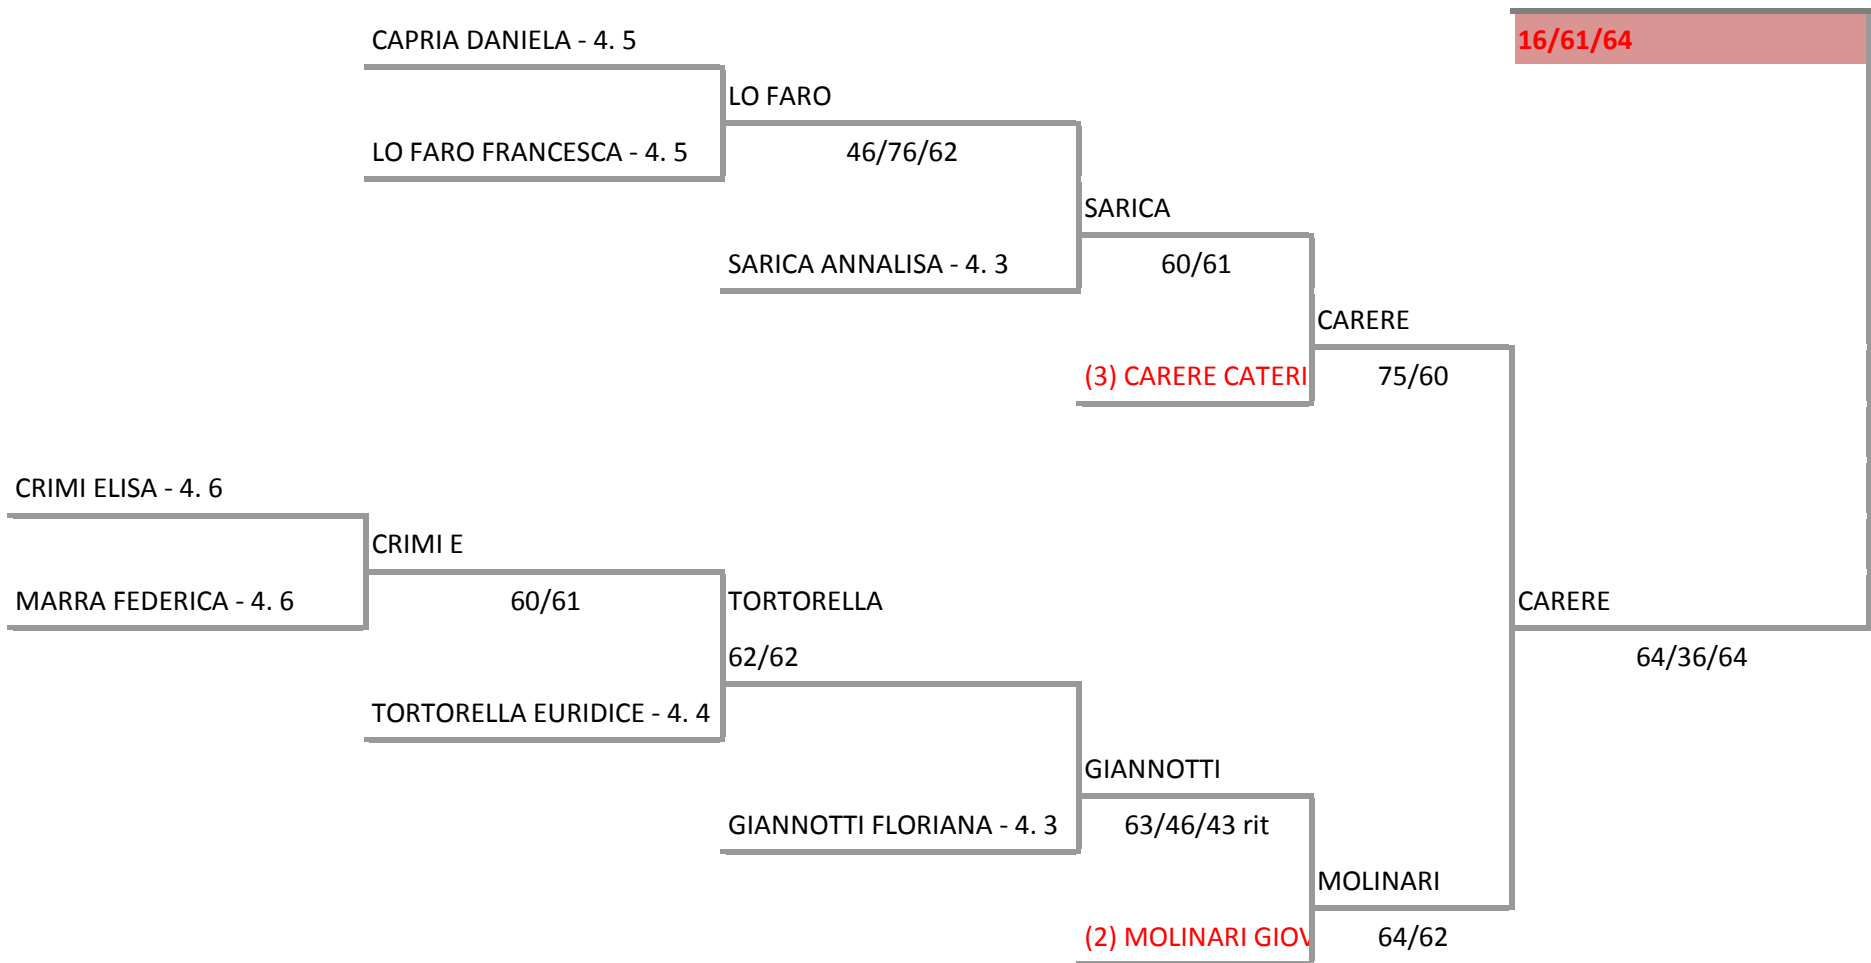 CAPRIA DANIELA - 4. 5
16/61/64
LO FARO
LO FARO FRANCESCA - 4. 5
46/76/62
SARICA
SARICA ANNALISA - 4. 3
60/61
CARERE
(3) CARERE CATERI
75/60
CRIMI ELISA - 4. 6
CRIMI E
MARRA FEDERICA - 4. 6
60/61
TORTORELLA
CARERE
62/62
64/36/64
TORTORELLA EURIDICE - 4. 4
GIANNOTTI
GIANNOTTI FLORIANA - 4. 3
63/46/43 rit
MOLINARI
(2) MOLINARI GIOV
64/62